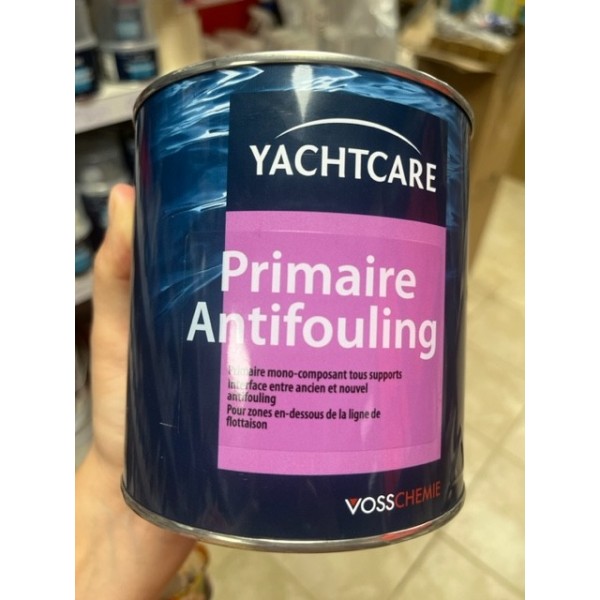 YACHTCARE
Primaire
Antifouling
Primaire mono-composant tous supports
Interface entre ancien et nouvel
antifouling
Pour zones en-dessous de la ligne de
flottaison
VOSSCHEMIE